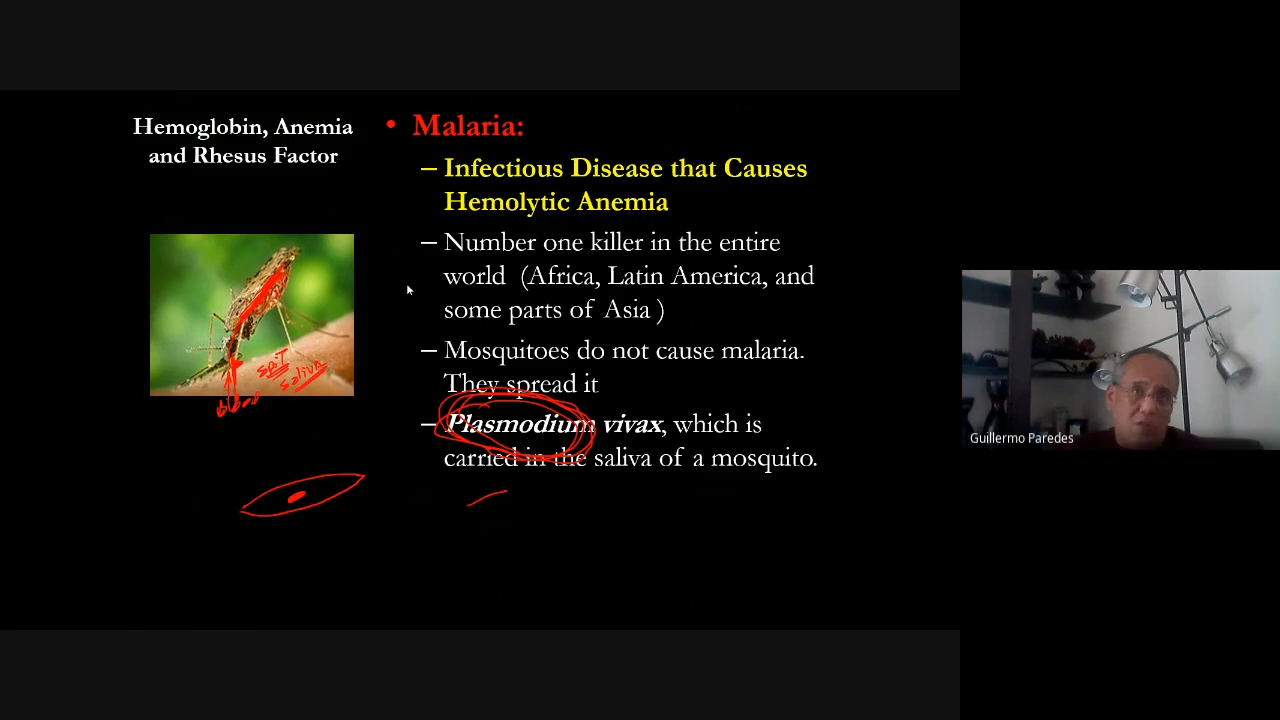 Hemoglobin, Anemia
and Rhesus Factor
• Malaria:
– Infectious Disease that Causes
Hemolytic Anemia
– Number one killer in the entire
world (Africa, Latin America, and
some parts of Asia )
– Mosquitoes do not cause malaria.
They spread it
– Plasmodium vivax, which is
carried in the saliva of a mosquito.
spit
saliva
Guillermo Paredes